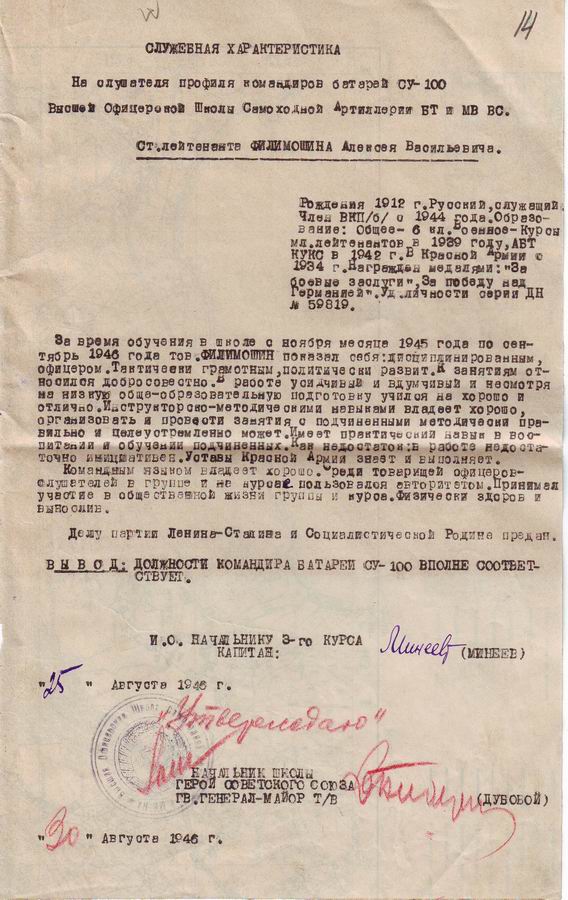 14
СЛУЖЕБНАЯ ХАРАКТЕРИСТИКА
На слушателя профиля командиров батарей СУ-100
Высшей Офицерской Школы Самоходной Артиллерии БТ и МВ ВС.
Ст.лейтенанта ФИЛИМОШИНА Алексея Васильевича.
Рождения 1912 г.Русский,служащий.
Член ВКП/б/ с 1944 года.Образо-
вание: Общее- 6 кл.Военное-Курсы
мл.лейтенантов в 1939 году,АБТ
КУКС в 1942 г.В Красной Армии с
1934 г.Награжден медалями:"За
боевые заслуги",За победу над
Германией".Уд.личности серии ДН
№ 59819.
За время обучения в школе с ноября месяца 1945 года по сен-
тябрь 1946 года тов.ФИЛИМОШИН показал себя:дисциплинированным,
офицером.Тактически грамотным,политически развит.К занятиям от-
носился добросовестно.В работе усидчивый и вдумчивый и несмотря
на низкую обще-образовательную подготовку учился на хорошо и
отлично.Инструкторско-методическими навыками владеет хорошо,
организовать и провести занятия с подчиненными методически пра-
вильно и целеустремленно может.Имеет практический навык в вос-
питании и обучении подчиненных.Как недостаток:в работе недоста-
точно инициативен.Уставы Красной Армии знает и выполняет.
Командным языком владеет хорошо.Среди товарищей офицеров-
слушателей в группе и на курсе пользовался авторитетом.Принимал
участие в общественной жизни группы и курса.Физически здоров и
вынослив.
Делу партии Ленина-Сталина и Социалистической Родине предан.
ВЫВОД: ДОЛЖНОСТИ КОМАНДИРА БАТАРЕИ СУ-100 ВПОЛНЕ СООТВЕТ-
СТВУЕТ.
И.О. НАЧАЛЬНИКУ 3-го КУРСА
КАПИТАН: Минеев (МИНЕЕВ)
"25" Августа 1946 г.
"Утверждаю"
НАЧАЛЬНИК ШКОЛЫ
ГЕРОЙ СОВЕТСКОГО СОЮЗА
ГВ.ГЕНЕРАЛ-МАЙОР Т/В (ДУБОВОЙ)
"30" Августа 1946 г.